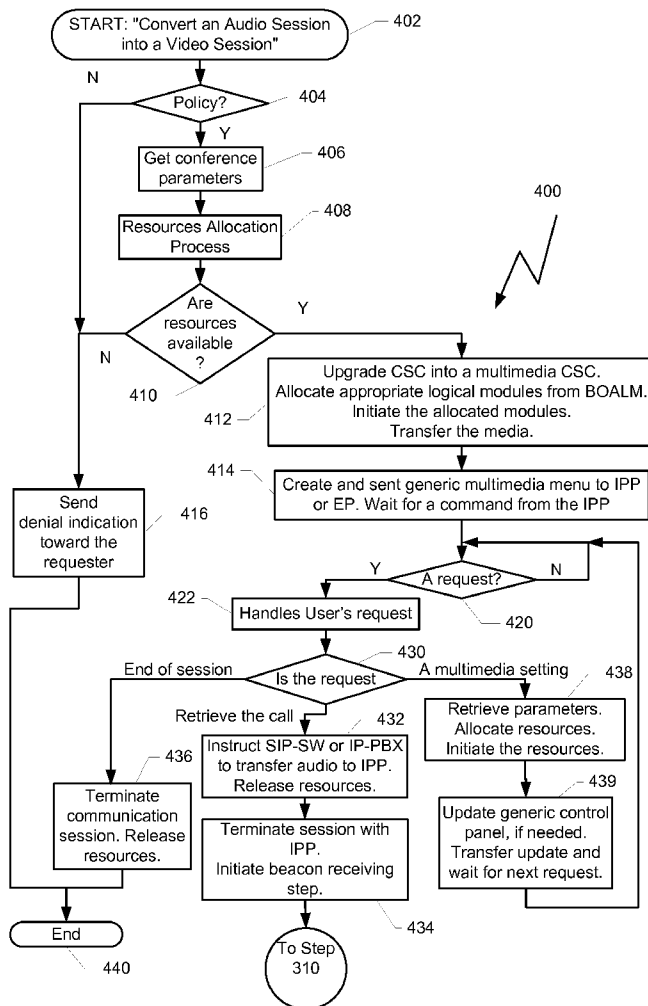 START: "Convert an Audio Session
into a Video Session"
402
N
Policy?
404
Y
Get conference
parameters
406
Resources Allocation
Process
408
400
Are
resources
available
?
Y
N
410
Upgrade CSC into a multimedia CSC.
Allocate appropriate logical modules from BOALM.
Initiate the allocated modules.
Transfer the media.
412
414
Create and sent generic multimedia menu to IPP
or EP. Wait for a command from the IPP
Send
denial indication
toward the
requester
416
Y
A request?
N
420
422
Handles User's request
430
End of session
Is the request
A multimedia setting
438
Retrieve the call
432
Retrieve parameters.
Allocate resources.
Initiate the resources.
Instruct SIP-SW or IP-PBX
to transfer audio to IPP.
Release resources.
436
439
Terminate
communication
session. Release
resources.
Terminate session with
IPP.
Initiate beacon receiving
step.
Update generic control
panel, if needed.
Transfer update and
wait for next request.
434
End
440
To Step
310